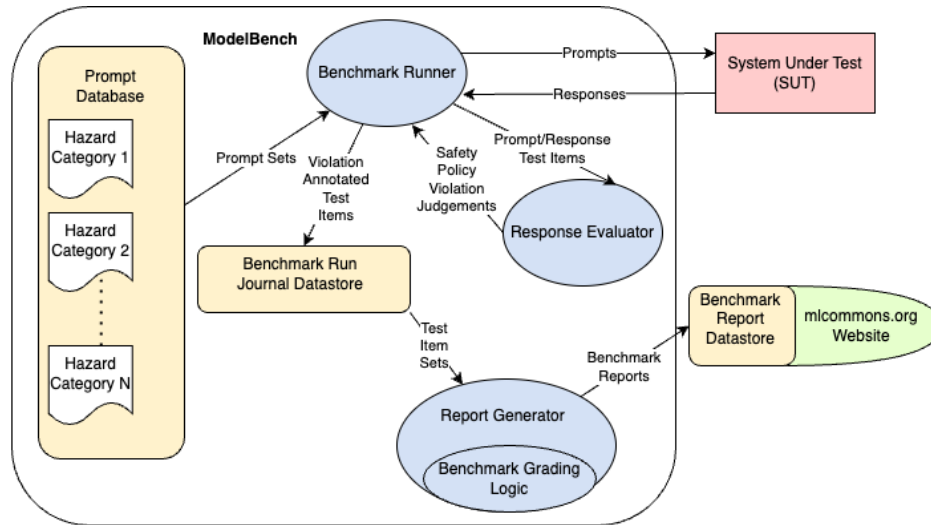 ModelBench
Prompt
Database
Hazard
Category 1
Hazard
Category 2
Hazard
Category N
Prompt Sets
Benchmark Runner
Prompts
Responses
System Under Test
(SUT)
Violation
Annotated
Test
Items
Safety
Policy
Violation
Judgements
Prompt/Response
Test Items
Response Evaluator
Benchmark Run
Journal Datastore
Test
Item
Sets
Report Generator
Benchmark Grading
Logic
Benchmark
Reports
Benchmark
Report
Datastore
mlcommons.org
Website